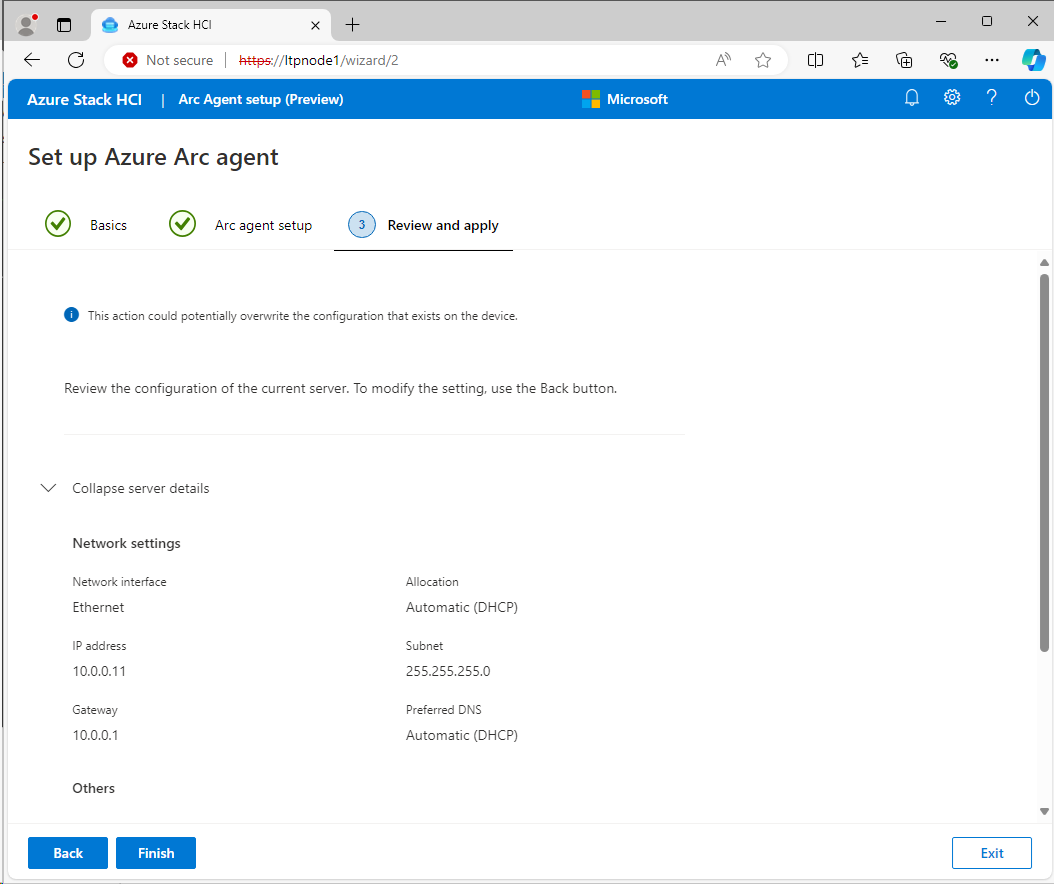 Azure Stack HCI
Not secure
https://ltpnode1/wizard/2
Azure Stack HCI | Arc Agent setup (Preview)
Microsoft
Set up Azure Arc agent
Basics
Arc agent setup
3 Review and apply
This action could potentially overwrite the configuration that exists on the device.
Review the configuration of the current server. To modify the setting, use the Back button.
Collapse server details
Network settings
Network interface
Ethernet
Allocation
Automatic (DHCP)
IP address
10.0.0.11
Subnet
255.255.255.0
Gateway
10.0.0.1
Preferred DNS
Automatic (DHCP)
Others
Back
Finish
Exit